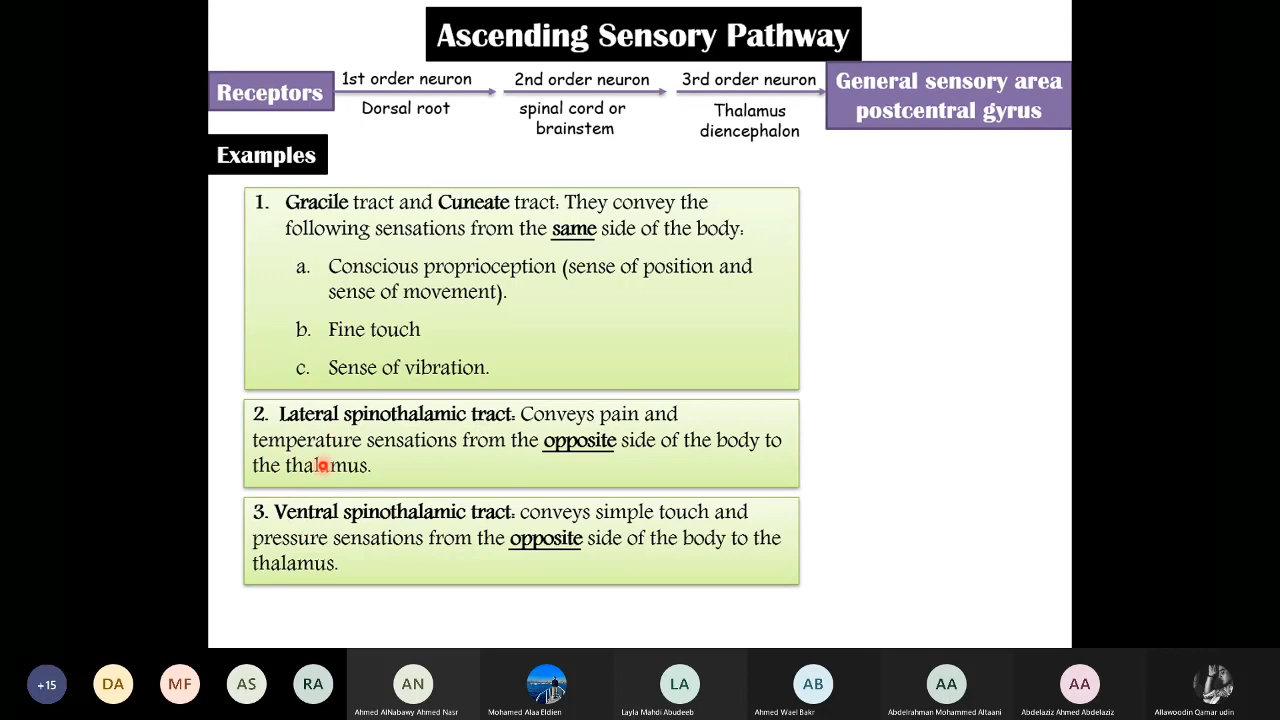 Ascending Sensory Pathway
Receptors
1st order neuron
Dorsal root
2nd order neuron
spinal cord or
brainstem
3rd order neuron
Thalamus
diencephalon
General sensory area
postcentral gyrus
Examples
1. Gracile tract and Cuneate tract: They convey the
following sensations from the same side of the body:
a. Conscious proprioception (sense of position and
sense of movement).
b. Fine touch
c. Sense of vibration.
2. Lateral spinothalamic tract: Conveys pain and
temperature sensations from the opposite side of the body to
the thalamus.
3. Ventral spinothalamic tract: conveys simple touch and
pressure sensations from the opposite side of the body to the
thalamus.
+15
DA
MF
AS
RA
AN
LA
AB
AA
AA
Ahmed AlNabawy Ahmed Nasr
Mohamed Alaa Eldien
Layla Mahdi Abudeeb
Ahmed Wael Bakr
Abdelrahman Mohammed Altaani
Abdelaziz Ahmed Abdelaziz
Allawoodin Qamar udin